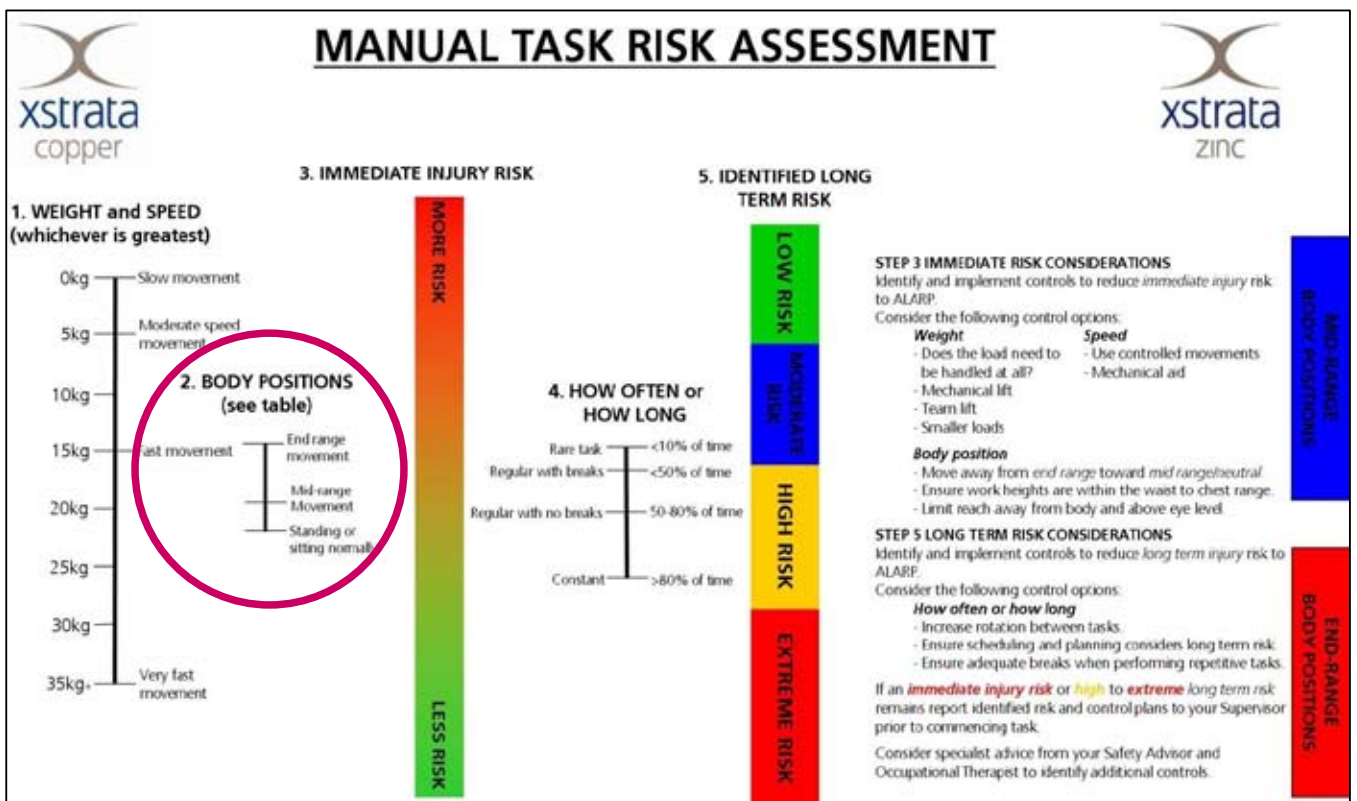 xstrata
copper
MANUAL TASK RISK ASSESSMENT
xstrata
zinc
1. WEIGHT and SPEED
(whichever is greatest)
0kg
Slow movement
5kg
Moderate speed
movement
10kg
15kg
Fast movement
20kg
25kg
30kg
35kg+
Very fast
movement
2. BODY POSITIONS
(see table)
End range
movement
Mid-range
Movement
Standing or
sitting normally
3. IMMEDIATE INJURY RISK
MORE RISK
LESS RISK
4. HOW OFTEN or
HOW LONG
Rare task
<10% of time
Regular with breaks
<50% of time
Regular with no breaks
50-80% of time
Constant
>80% of time
5. IDENTIFIED LONG
TERM RISK
LOW RISK
MODERATE
RISK
HIGH RISK
EXTREME RISK
STEP 3 IMMEDIATE RISK CONSIDERATIONS
Identify and implement controls to reduce immediate injury risk
to ALARP.
Consider the following control options:
Weight
- Does the load need to
be handled at all?
- Mechanical lift
- Team lift
- Smaller loads
Speed
- Use controlled movements
- Mechanical aid
Body position
- Move away from end range toward mid range/neutral
- Ensure work heights are within the waist to chest range.
- Limit reach away from body and above eye level.
STEP 5 LONG TERM RISK CONSIDERATIONS
Identify and implement controls to reduce long term injury risk to
ALARP.
Consider the following control options:
How often or how long
- Increase rotation between tasks.
- Ensure scheduling and planning considers long term risk.
- Ensure adequate breaks when performing repetitive tasks.
If an immediate injury risk or high to extreme long term risk
remains report identified risk and control plans to your Supervisor
prior to commencing task.
Consider specialist advice from your Safety Advisor and
Occupational Therapist to identify additional controls.
MID-RANGE
BODY POSITIONS
END-RANGE
BODY POSITIONS